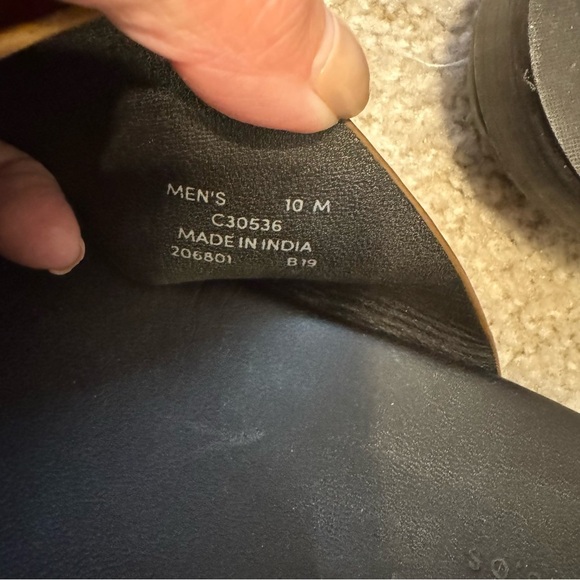 MEN'S 10 M
C30536
MADE IN INDIA
206801 B19